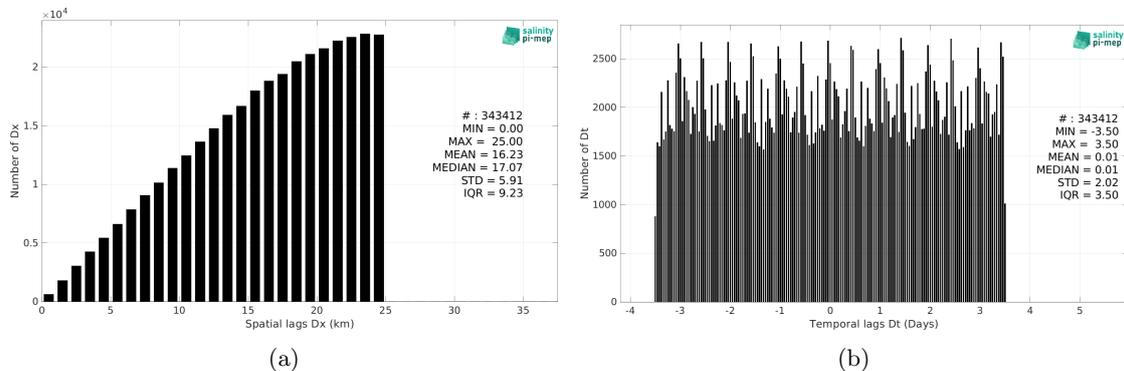 ×10⁴
salinity
pi-mep
2
1.5
1
0.5
0
Number of Dx
# : 343412
MIN = 0.00
MAX = 25.00
MEAN = 16.23
MEDIAN = 17.07
STD = 5.91
IQR = 9.23
0 5 10 15 20 25 30 35
Spatial lags Dx (km)
(a)
salinity
pi-mep
2500
2000
1500
1000
500
0
Number of Dt
# : 343412
MIN = -3.50
MAX = 3.50
MEAN = 0.01
MEDIAN = 0.01
STD = 2.02
IQR = 3.50
-4 -3 -2 -1 0 1 2 3 4 5
Temporal lags Dt (Days)
(b)